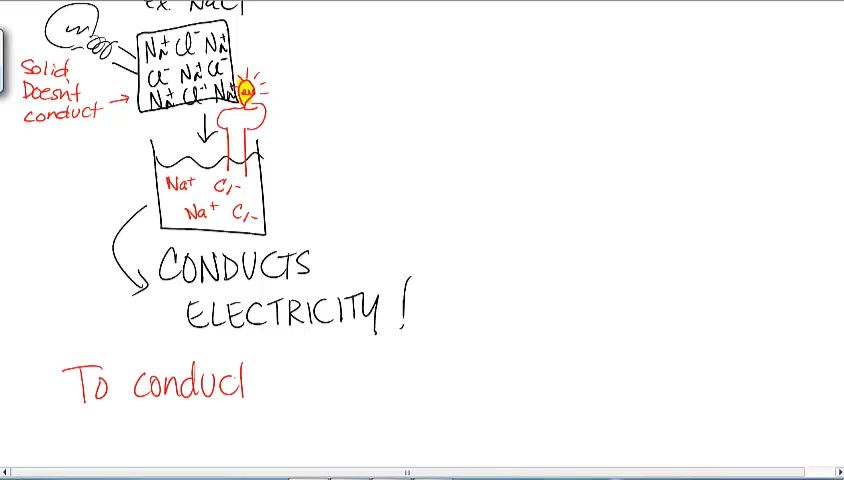 ex. NaCl
Na+ Cl- Na+
Cl- Na+ Cl-
Na+ Cl- Na+
Solid
Doesn't
conduct
Na+ Cl-
Na+ Cl-
CONDUCTS
ELECTRICITY!
To conduct